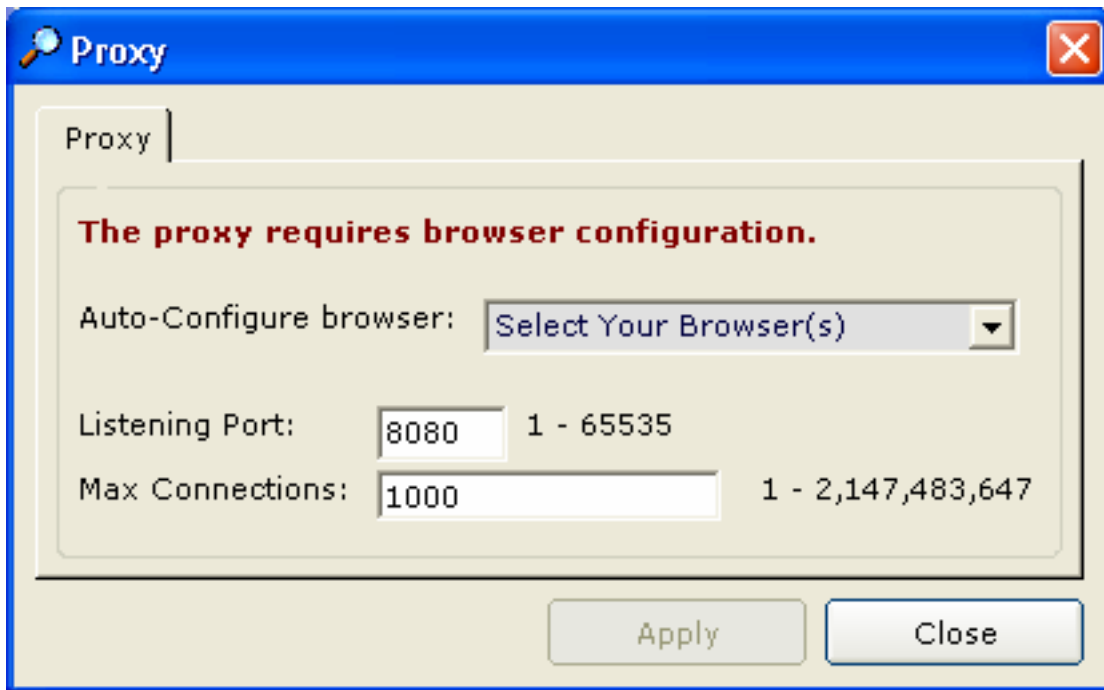 Proxy
Proxy
The proxy requires browser configuration.
Auto-Configure browser: Select Your Browser(s)
Listening Port: 8080 1 - 65535
Max Connections: 1000 1 - 2,147,483,647
Apply Close